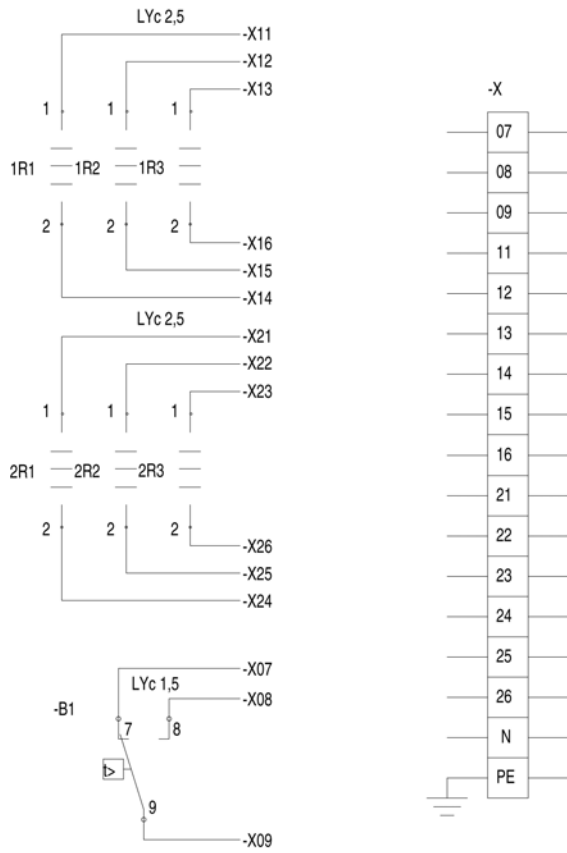 LYc 2,5
-X11
-X12
-X13
1 1 1
1R1 1R2 1R3
2 2 2
-X16
-X15
-X14
LYc 2,5
-X21
-X22
-X23
1 1 1
2R1 2R2 2R3
2 2 2
-X26
-X25
-X24
-X07
LYc 1,5
-X08
-B1
7 8
t>
9
-X09
-X
07
08
09
11
12
13
14
15
16
21
22
23
24
25
26
N
PE